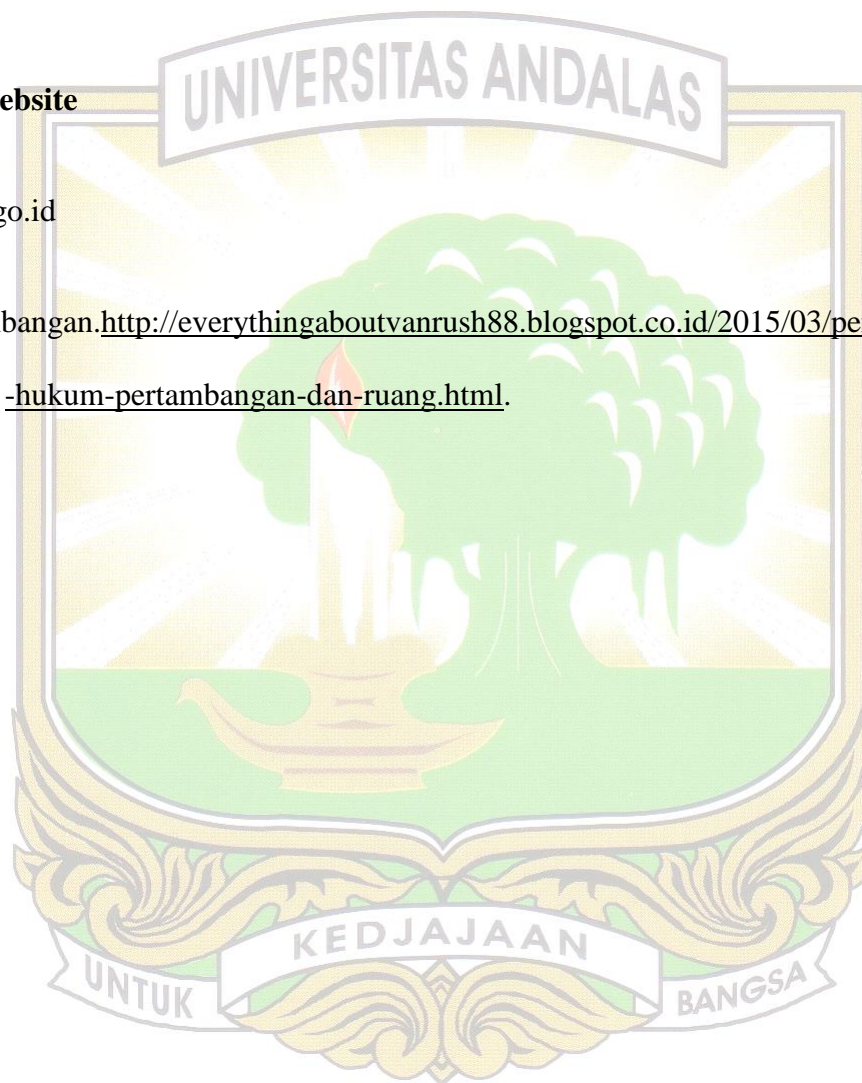 UNIVERSITAS ANDALAS
ebsite
go.id
bangan.http://everythingaboutvanrush88.blogspot.co.id/2015/03/pe
-hukum-pertambangan-dan-ruang.html.
KEDJAJAAN
UNTUK
BANGSA